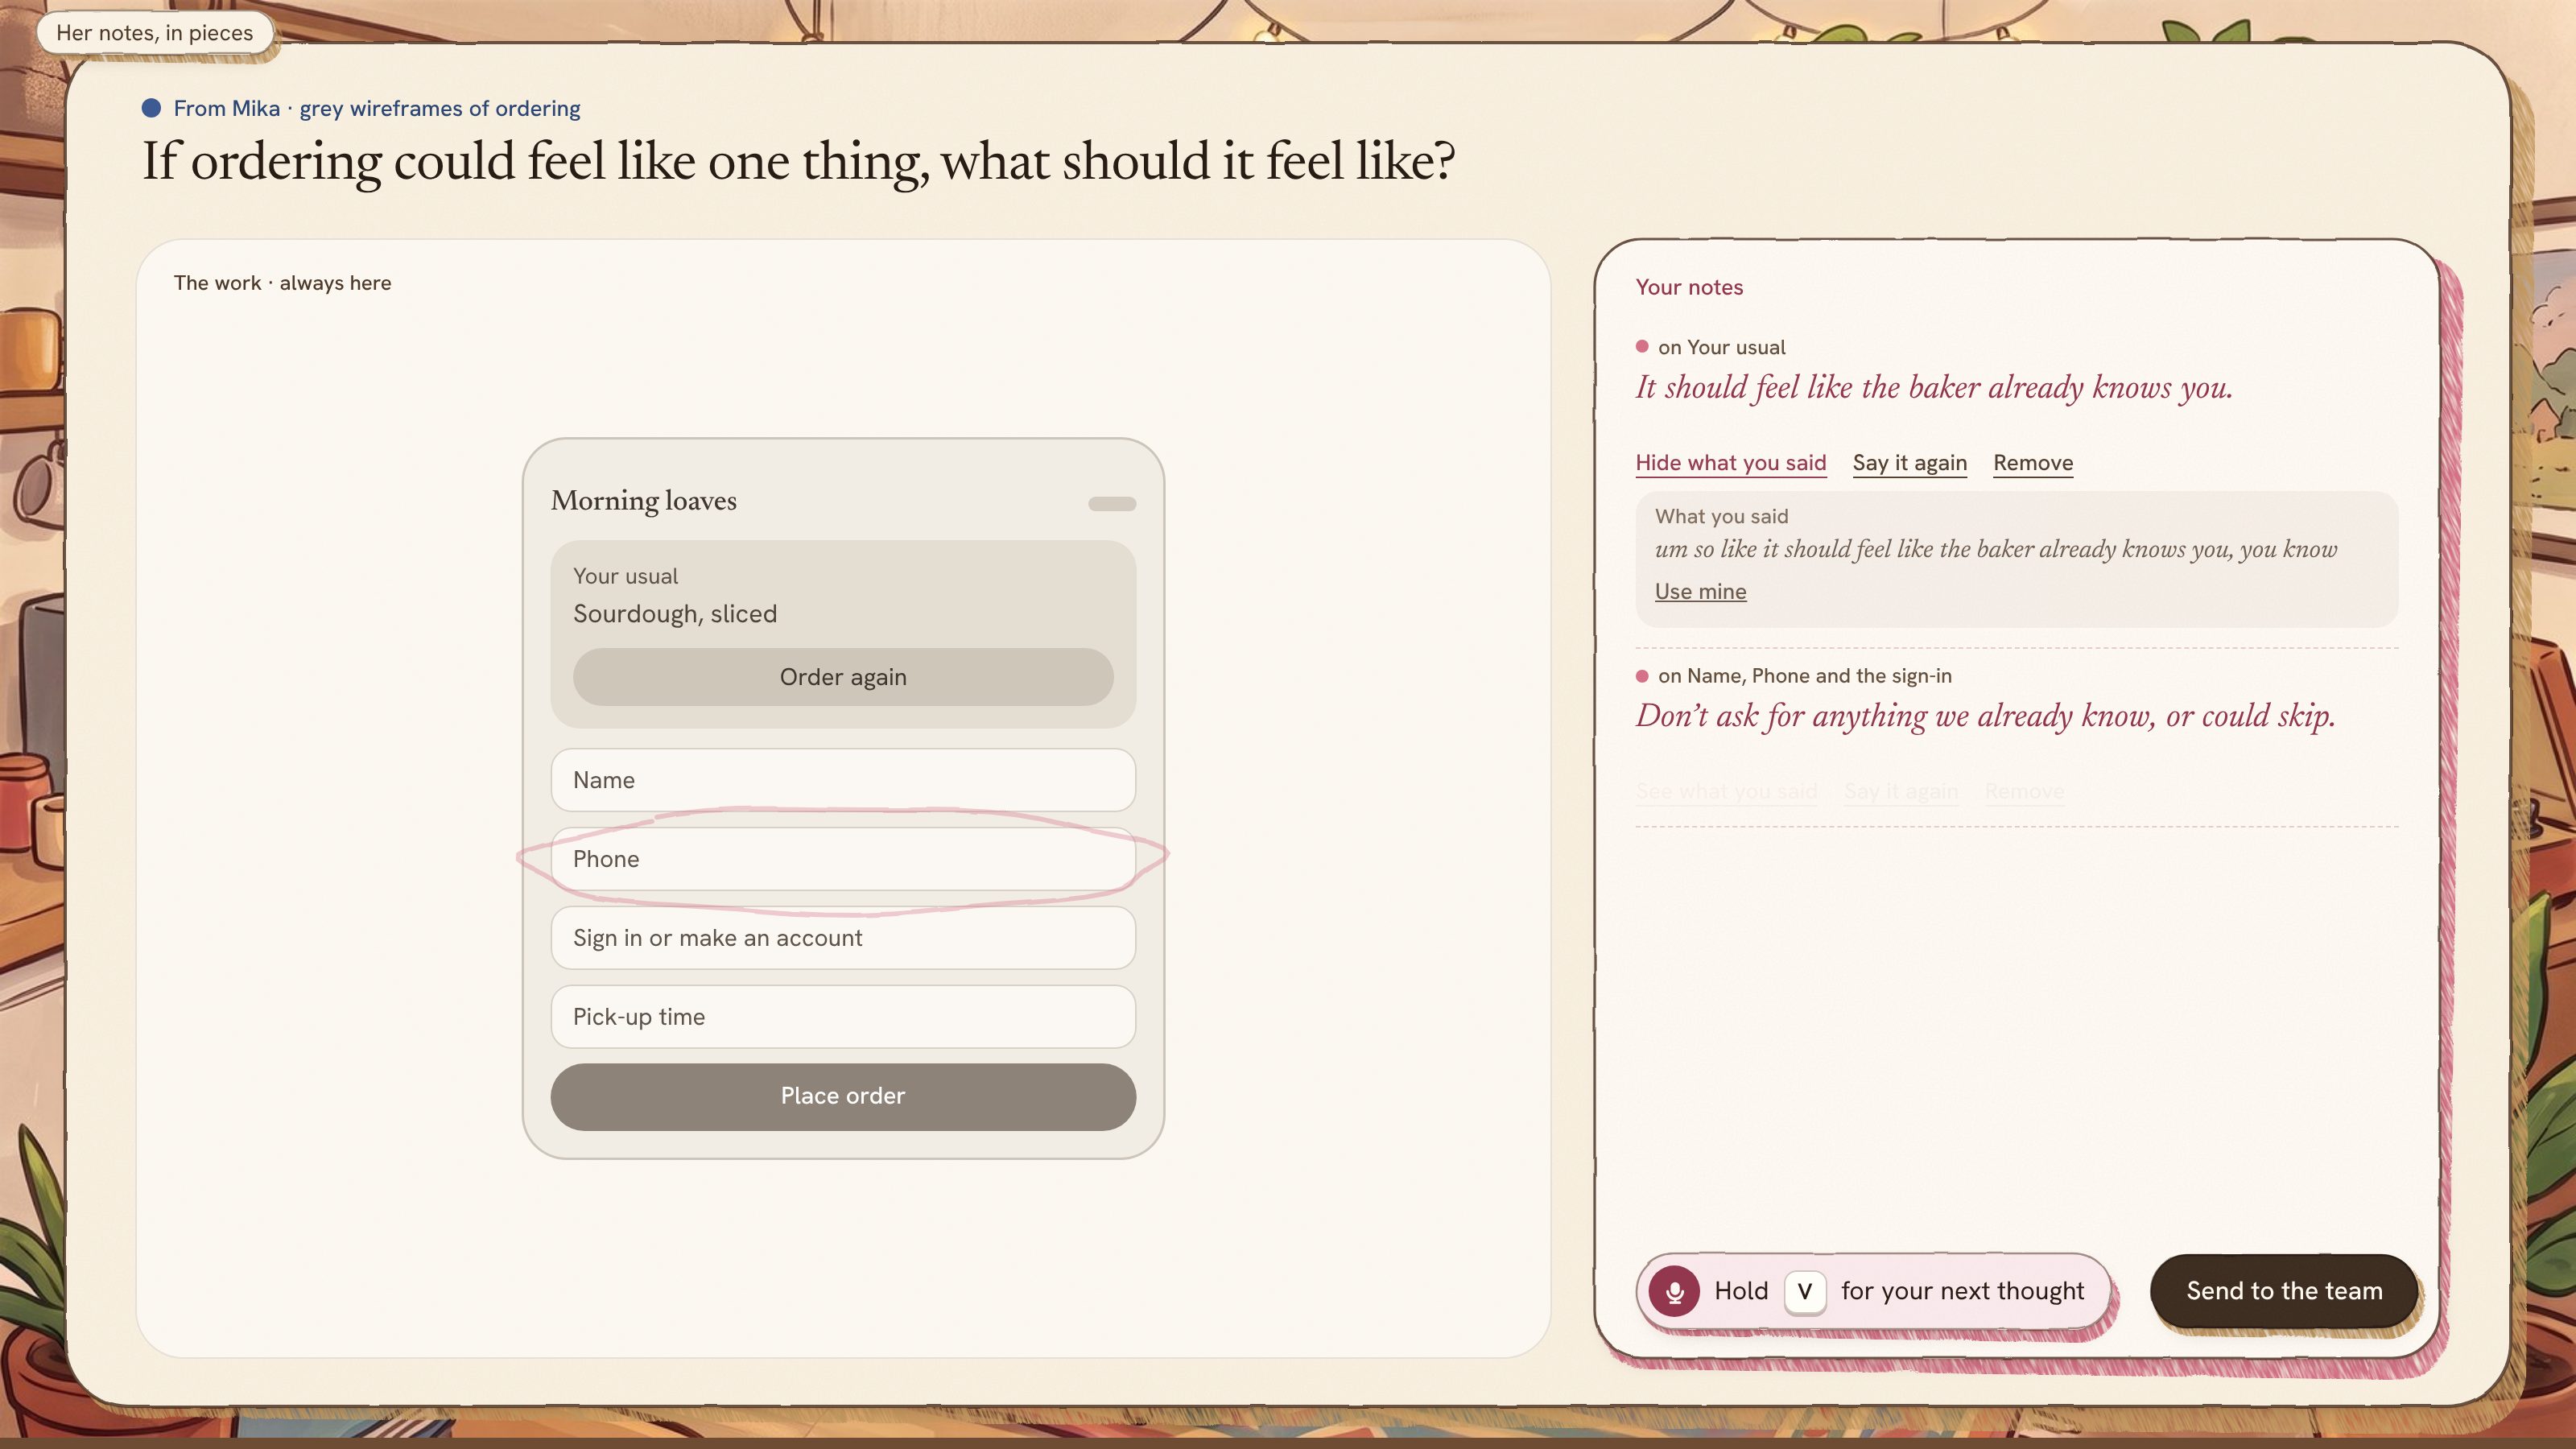 Her notes, in pieces
From Mika · grey wireframes of ordering
If ordering could feel like one thing, what should it feel like?
The work · always here
Morning loaves
Your usual
Sourdough, sliced
Order again
Name
Phone
Sign in or make an account
Pick-up time
Place order
Your notes
on Your usual
It should feel like the baker already knows you.
Hide what you said Say it again Remove
What you said
um so like it should feel like the baker already knows you, you know
Use mine
on Name, Phone and the sign-in
Don’t ask for anything we already know, or could skip.
See what you said Say it again Remove
Hold V for your next thought
Send to the team